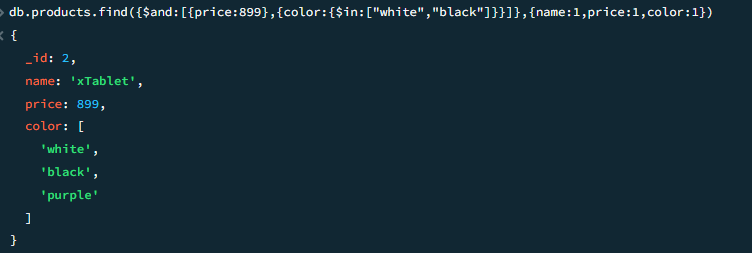 > db.products.find({$and:[{price:899},{color:{$in:["white","black"]}}]},{name:1,price:1,color:1})
< {
_id: 2,
name: 'xTablet',
price: 899,
color: [
'white',
'black',
'purple'
]
}